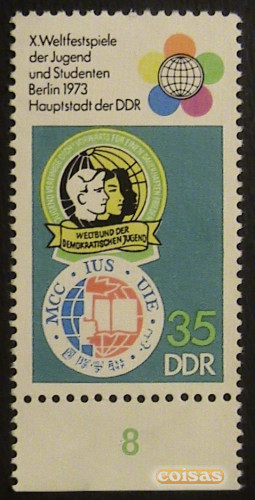 X. Weltfestspiele
der Jugend
und Studenten
Berlin 1973
Hauptstadt der DDR
WELTBUND DER
DEMOKRATISCHEN JUGEND
MCC · IUS · UIE
35
DDR
8
coisas